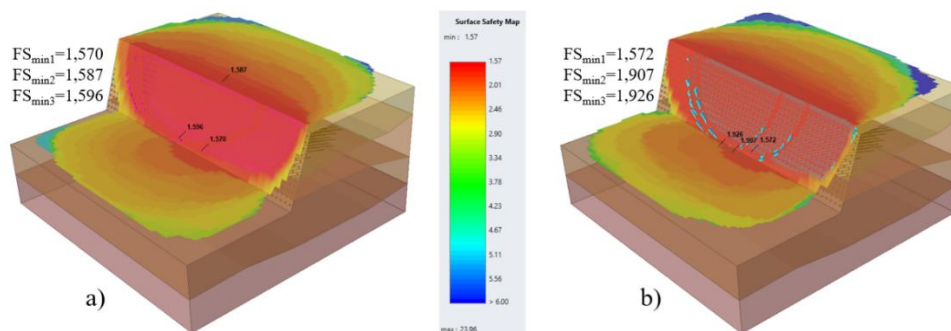 FSmin1=1,570
FSmin2=1,587
FSmin3=1,596
1.587
1.596
1.570
a)
Surface Safety Map
min : 1.57
1.57
2.01
2.46
2.90
3.34
3.79
4.23
4.67
5.11
5.56
> 6.00
max : 23.96
FSmin1=1,572
FSmin2=1,907
FSmin3=1,926
1.926
1.907
1.572
b)